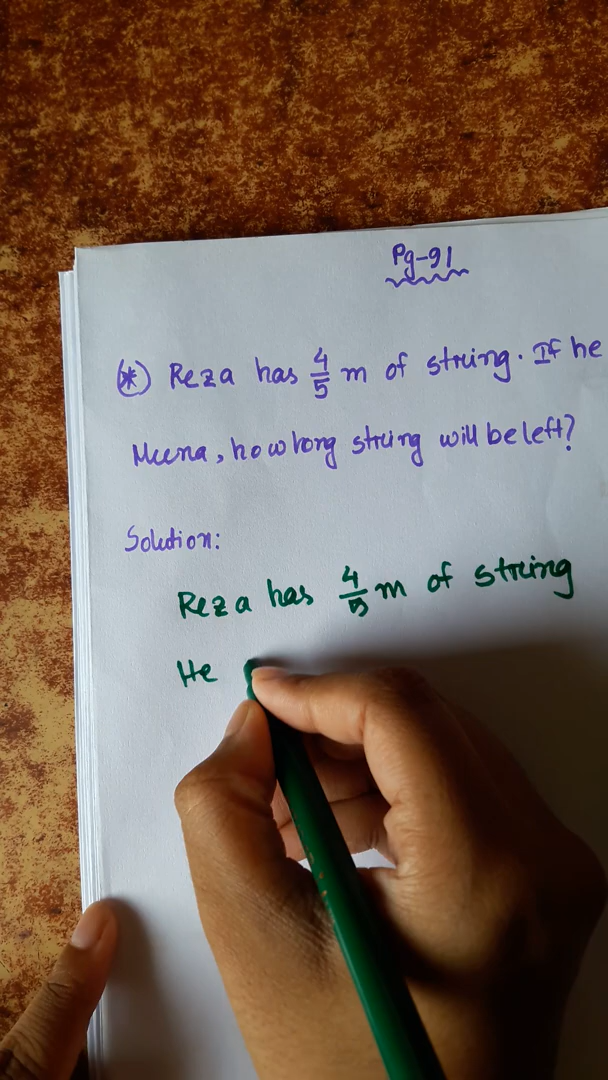 Pg-91
(*) Reza has 4/5 m of string. If he
Meena, how long string will be left?
Solution:
Reza has 4/5 m of string
He